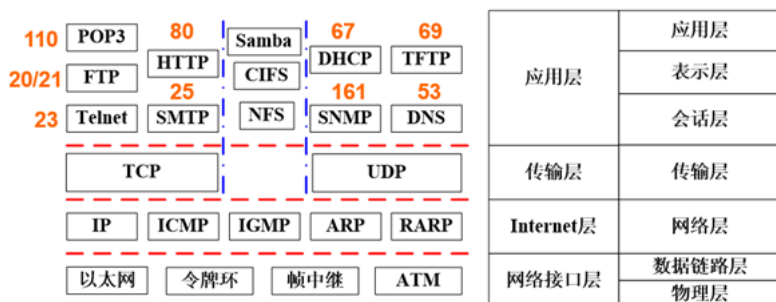 110 POP3 80 Samba 67 69 应用层
HTTP DHCP TFTP
20/21 FTP CIFS 应用层 表示层
25 161 53
23 Telnet SMTP NFS SNMP DNS 会话层
TCP UDP 传输层 传输层
IP ICMP IGMP ARP RARP Internet层 网络层
以太网 令牌环 帧中继 ATM 网络接口层 数据链路层
物理层